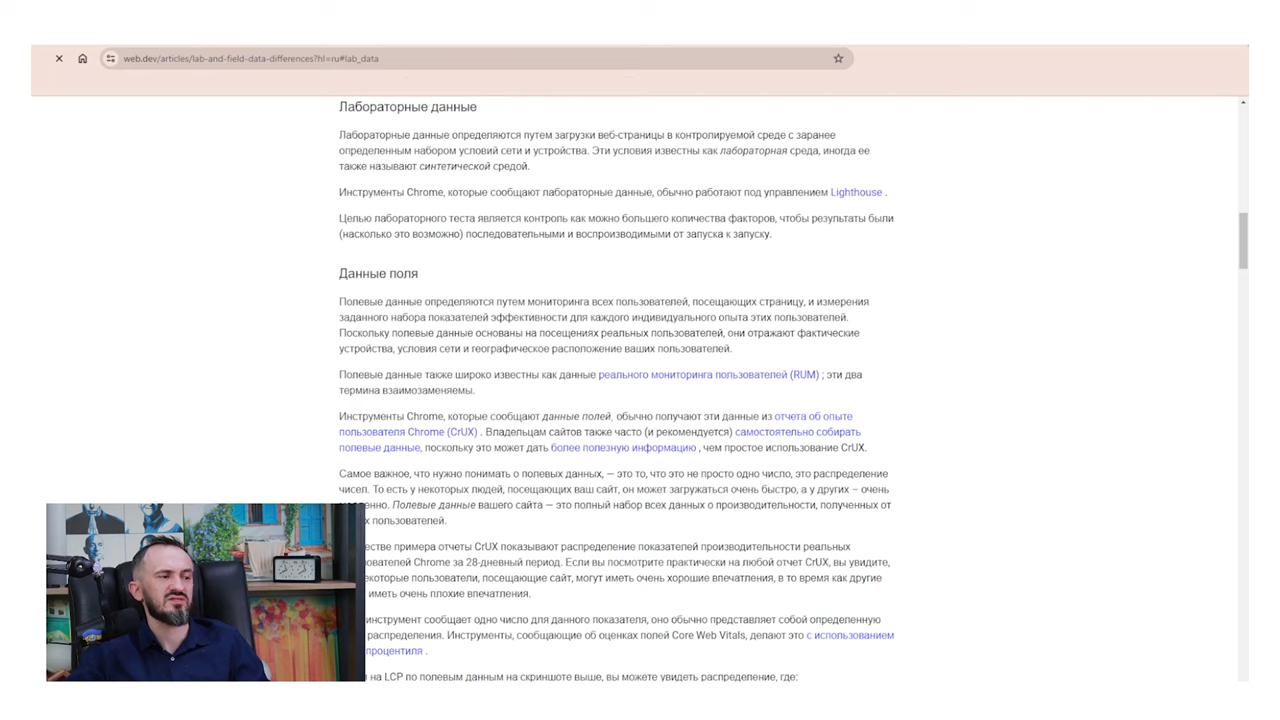 web.dev/articles/lab-and-field-data-differences?hl=ru#lab_data
Лабораторные данные
Лабораторные данные определяются путем загрузки веб-страницы в контролируемой среде с заранее
определенным набором условий сети и устройства. Эти условия известны как лабораторная среда, иногда ее
также называют синтетической средой.
Инструменты Chrome, которые сообщают лабораторные данные, обычно работают под управлением Lighthouse .
Целью лабораторного теста является контроль как можно большего количества факторов, чтобы результаты были
(насколько это возможно) последовательными и воспроизводимыми от запуска к запуску.
Данные поля
Полевые данные определяются путем мониторинга всех пользователей, посещающих страницу, и измерения
заданного набора показателей эффективности для каждого индивидуального опыта этих пользователей.
Поскольку полевые данные основаны на посещениях реальных пользователей, они отражают фактические
устройства, условия сети и географическое расположение ваших пользователей.
Полевые данные также широко известны как данные реального мониторинга пользователей (RUM) ; эти два
термина взаимозаменяемы.
Инструменты Chrome, которые сообщают данные полей, обычно получают эти данные из отчета об опыте
пользователя Chrome (CrUX) . Владельцам сайтов также часто (и рекомендуется) самостоятельно собирать
полевые данные, поскольку это может дать более полезную информацию , чем простое использование CrUX.
Самое важное, что нужно понимать о полевых данных, — это то, что это не просто одно число, это распределение
чисел. То есть у некоторых людей, посещающих ваш сайт, он может загружаться очень быстро, а у других – очень
Полевые данные вашего сайта — это полный набор всех данных о производительности, полученных от
х пользователей.
естве примера отчеты CrUX показывают распределение показателей производительности реальных
ователей Chrome за 28-дневный период. Если вы посмотрите практически на любой отчет CrUX, вы увидите,
екоторые пользователи, посещающие сайт, могут иметь очень хорошие впечатления, в то время как другие
иметь очень плохие впечатления.
инструмент сообщает одно число для данного показателя, оно обычно представляет собой определенную
распределения. Инструменты, сообщающие об оценках полей Core Web Vitals, делают это с использованием
процентиля .
на LCP по полевым данным на скриншоте выше, вы можете увидеть распределение, где: